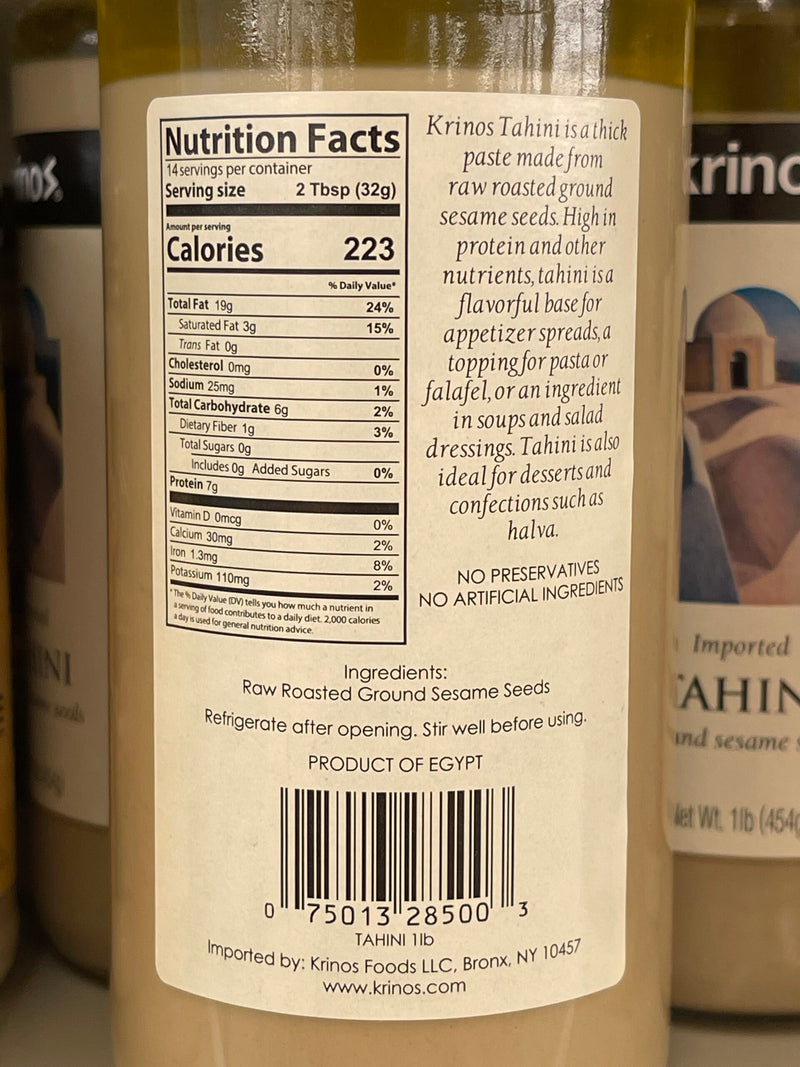 Nutrition Facts
14 servings per container
Serving size 2 Tbsp (32g)
Amount per serving
Calories 223
% Daily Value*
Total Fat 19g 24%
Saturated Fat 3g 15%
Trans Fat 0g
Cholesterol 0mg 0%
Sodium 25mg 1%
Total Carbohydrate 6g 2%
Dietary Fiber 1g 3%
Total Sugars 0g
Includes 0g Added Sugars 0%
Protein 7g
Vitamin D 0mcg 0%
Calcium 30mg 2%
Iron 1.3mg 8%
Potassium 110mg 2%
* The % Daily Value (DV) tells you how much a nutrient in
a serving of food contributes to a daily diet. 2,000 calories
a day is used for general nutrition advice.
Krinos Tahini is a thick
paste made from
raw roasted ground
sesame seeds. High in
protein and other
nutrients, tahini is a
flavorful base for
appetizer spreads, a
topping for pasta or
falafel, or an ingredient
in soups and salad
dressings. Tahini is also
ideal for desserts and
confections such as
halva.
NO PRESERVATIVES
NO ARTIFICIAL INGREDIENTS
Ingredients:
Raw Roasted Ground Sesame Seeds
Refrigerate after opening. Stir well before using.
PRODUCT OF EGYPT
0 75013 28500 3
TAHINI 1lb
Imported by: Krinos Foods LLC, Bronx, NY 10457
www.krinos.com
krino
Imported
TAHIN
und sesame
Net Wt. 1lb (454g
nos
INI
seeds